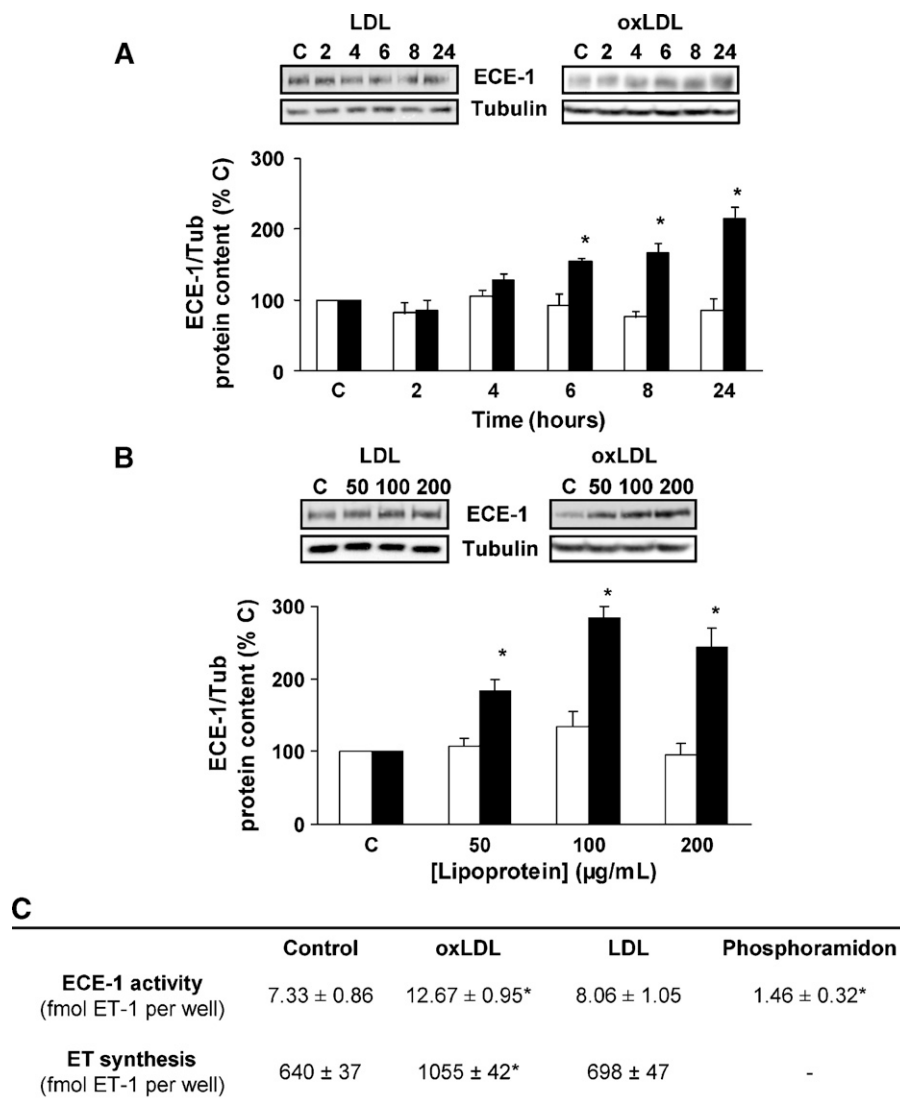 A
LDL
oxLDL
C 2 4 6 8 24
C 2 4 6 8 24
ECE-1
Tubulin
ECE-1/Tub
protein content (% C)
300
200
100
0
* * *
C 2 4 6 8 24
Time (hours)
B
LDL
oxLDL
C 50 100 200
C 50 100 200
ECE-1
Tubulin
ECE-1/Tub
protein content (% C)
300
200
100
0
* * *
C 50 100 200
[Lipoprotein] (µg/mL)
C
Control oxLDL LDL Phosphoramidon
ECE-1 activity
(fmol ET-1 per well)
7.33 ± 0.86 12.67 ± 0.95* 8.06 ± 1.05 1.46 ± 0.32*
ET synthesis
(fmol ET-1 per well)
640 ± 37 1055 ± 42* 698 ± 47 -